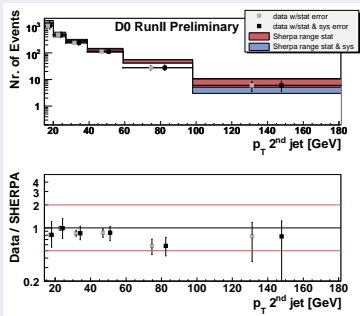 D0 RunII Preliminary
data w/stat error
data w/stat & sys error
Sherpa range stat
Sherpa range stat & sys
Nr. of Events
10³
10²
10
1
20 40 60 80 100 120 140 160 180
p_T 2nd jet [GeV]
Data / SHERPA
4
2
1
0.2
20 40 60 80 100 120 140 160 180
p_T 2nd jet [GeV]